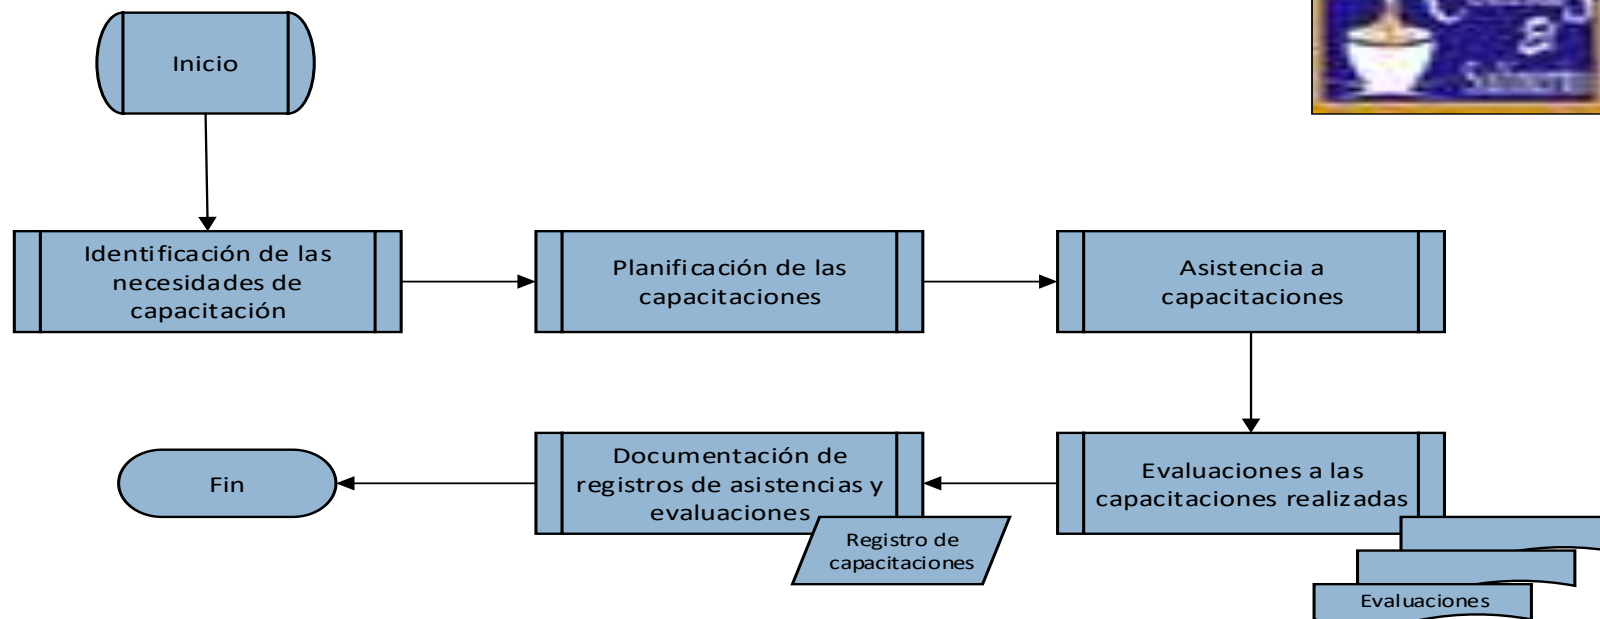 Inicio
Identificación de las
necesidades de
capacitación
Planificación de las
capacitaciones
Asistencia a
capacitaciones
Evaluaciones a las
capacitaciones realizadas
Evaluaciones
Documentación de
registros de asistencias y
evaluaciones
Registro de
capacitaciones
Fin